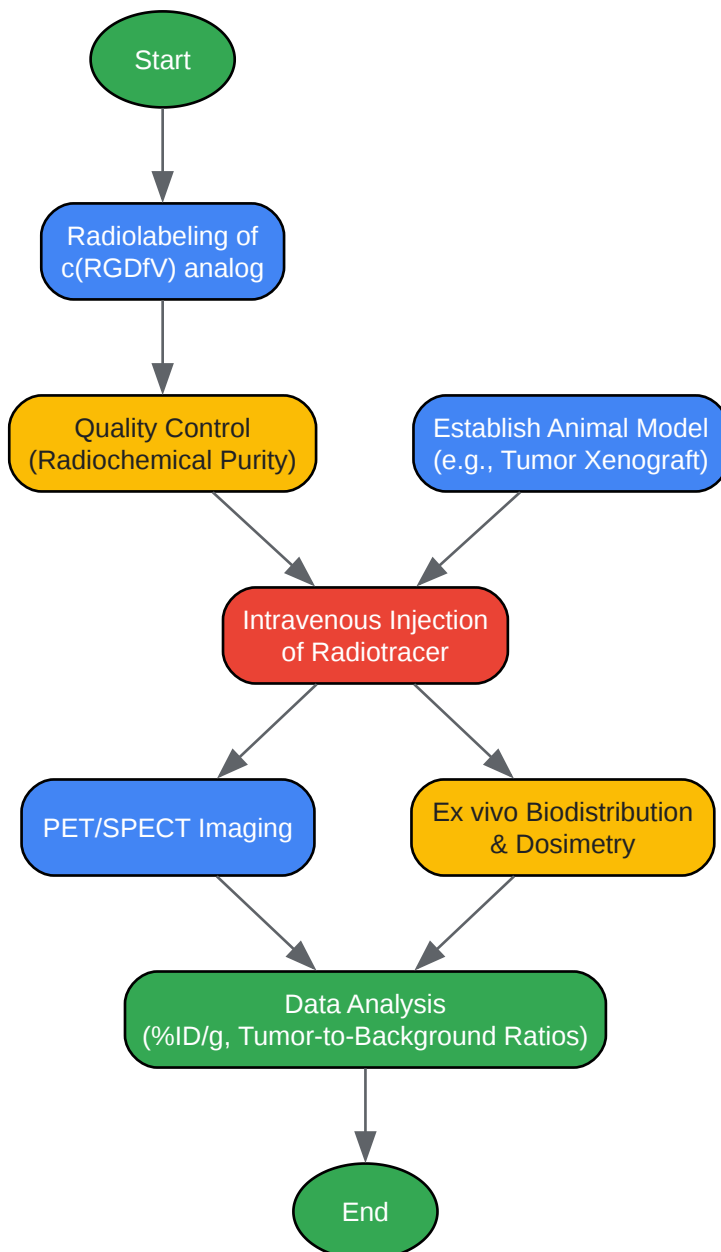 Start
Radiolabeling of
c(RGDfV) analog
Quality Control
(Radiochemical Purity)
Establish Animal Model
(e.g., Tumor Xenograft)
Intravenous Injection
of Radiotracer
PET/SPECT Imaging
Ex vivo Biodistribution
& Dosimetry
Data Analysis
(%ID/g, Tumor-to-Background Ratios)
End